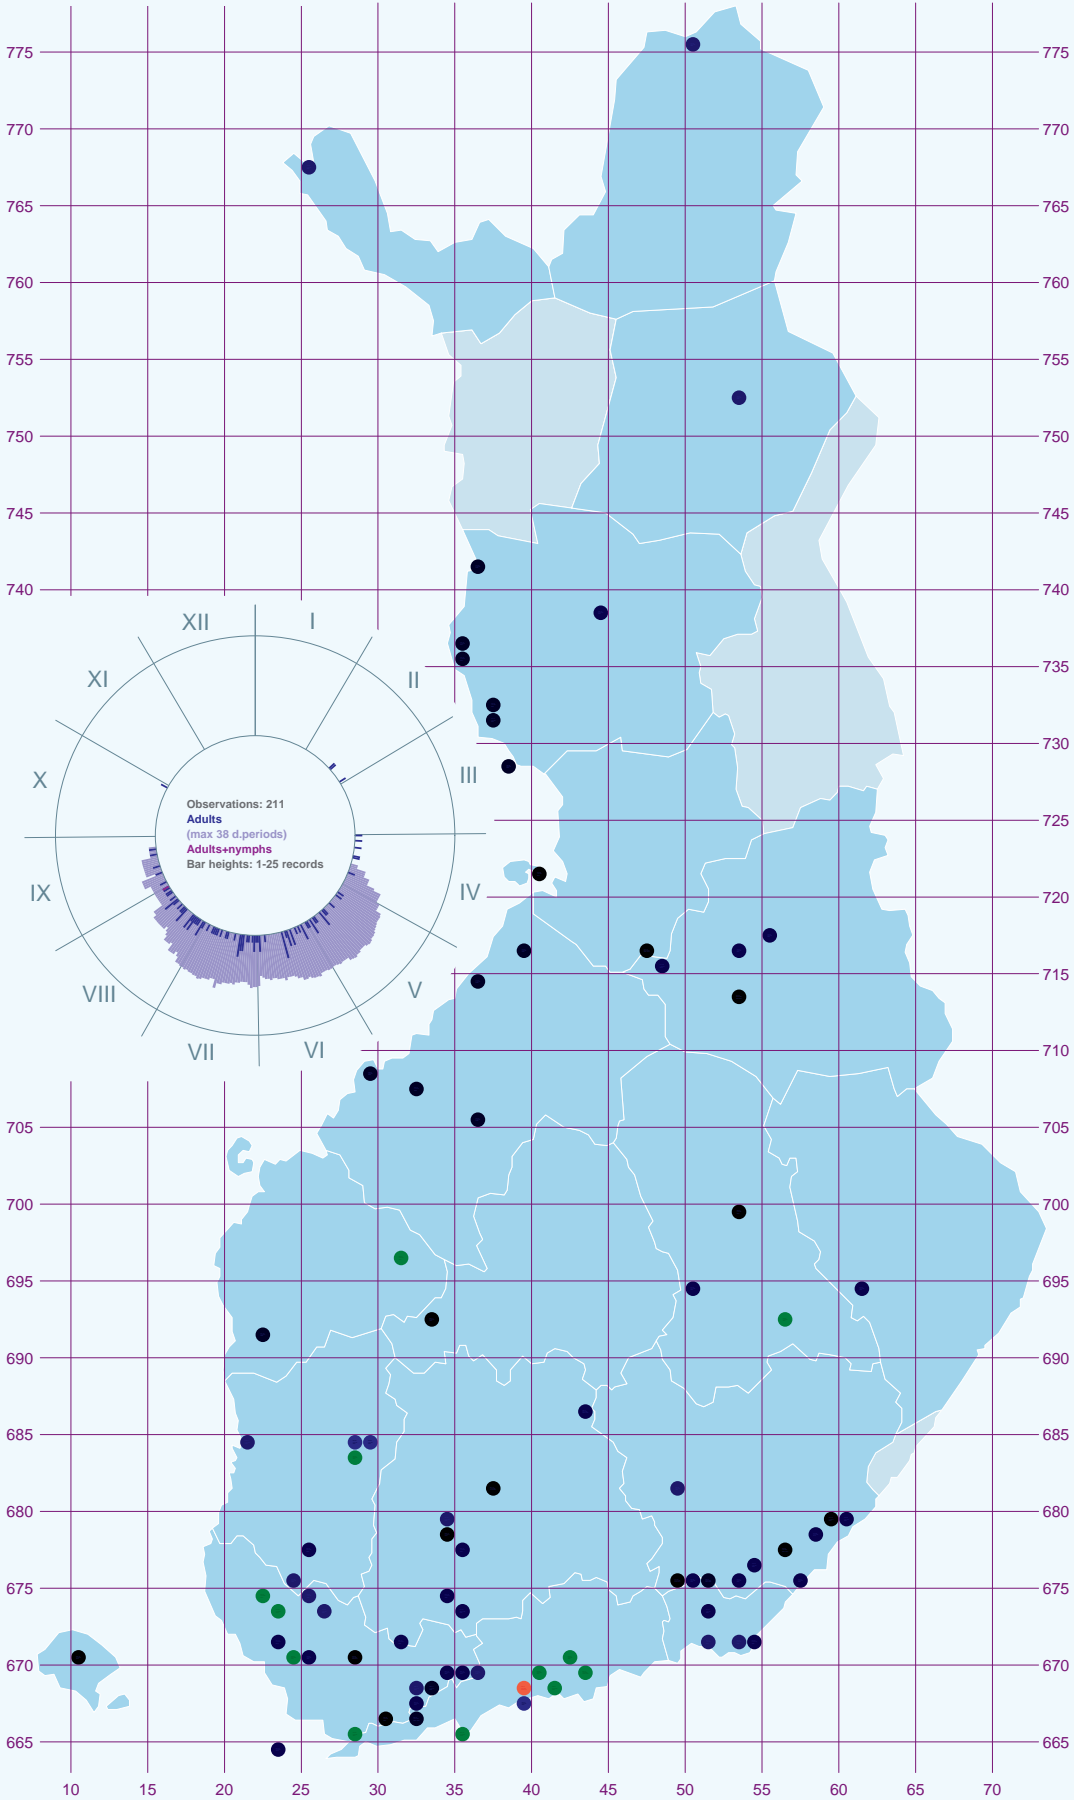 775 775
770 770
765 765
760 760
755 755
750 750
745 745
740 740
XII I
XI II
735
X III
730
Observations: 211
Adults
(max 38 d.periods)
Adults+nymphs
Bar heights: 1-25 records
725
IX IV
720
VIII V
715
VII VI
710
705 705
700 700
695 695
690 690
685 685
680 680
675 675
670 670
665 665
10 15 20 25 30 35 40 45 50 55 60 65 70